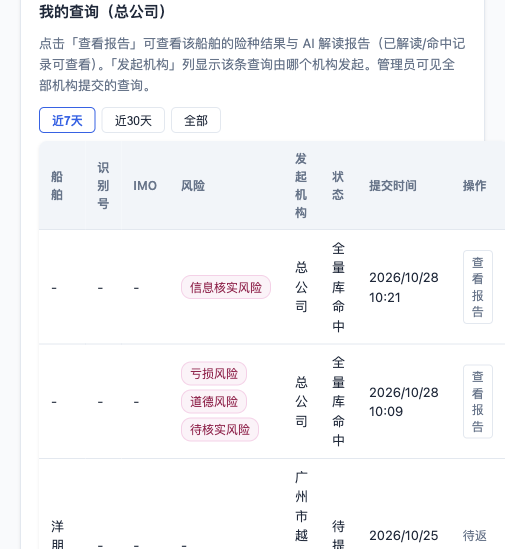 我的查询（总公司）
点击「查看报告」可查看该船舶的险种结果与 AI 解读报告（已解读/命中记
录可查看）。「发起机构」列显示该条查询由哪个机构发起。管理员可见全
部机构提交的查询。
近7天 近30天 全部
船舶 识别号 IMO 风险 发起机构 状态 提交时间 操作
- - - 信息核实风险 总公司 全量库命中 2026/10/28 10:21 查看报告
- - - 亏损风险 道德风险 待核实风险 总公司 全量库命中 2026/10/28 10:09 查看报告
洋朋 - - - 广州市越 待提 2026/10/25 待返